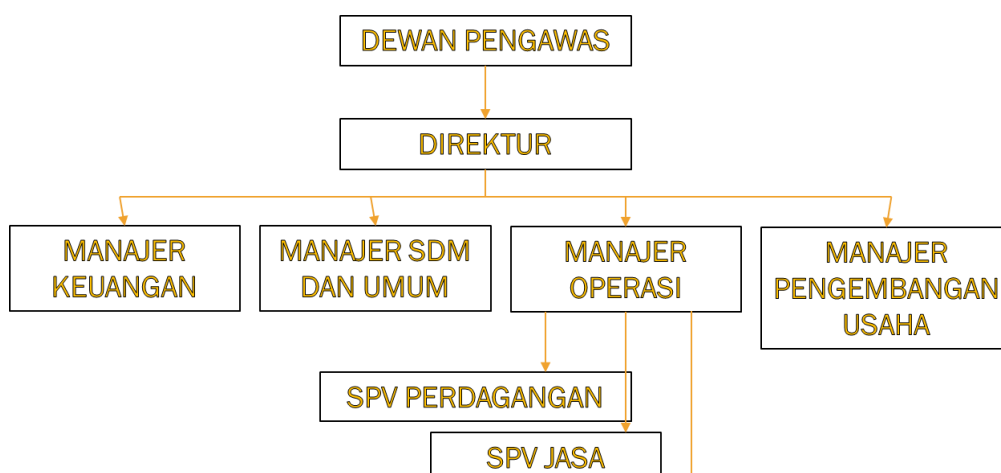 DEWAN PENGAWAS
DIREKTUR
MANAJER
KEUANGAN
MANAJER SDM
DAN UMUM
MANAJER
OPERASI
MANAJER
PENGEMBANGAN
USAHA
SPV PERDAGANGAN
SPV JASA